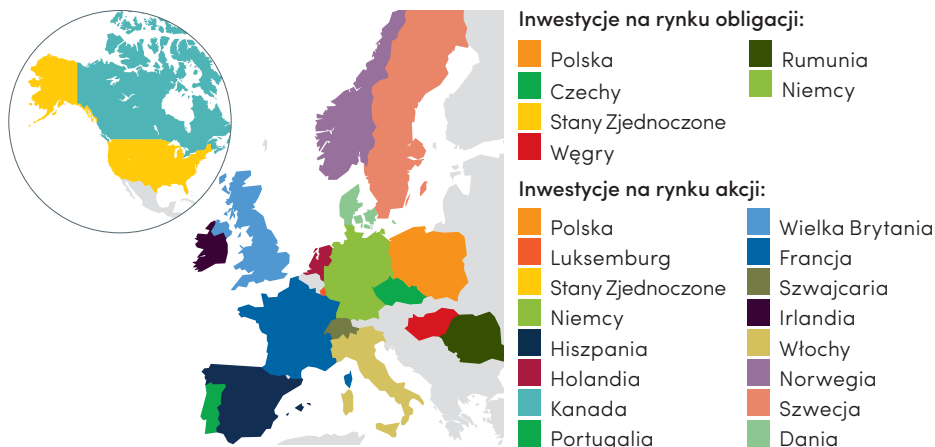 Inwestycje na rynku obligacji:
Polska
Czechy
Stany Zjednoczone
Węgry
Rumunia
Niemcy
Inwestycje na rynku akcji:
Polska
Luksemburg
Stany Zjednoczone
Niemcy
Hiszpania
Holandia
Kanada
Portugalia
Wielka Brytania
Francja
Szwajcaria
Irlandia
Włochy
Norwegia
Szwecja
Dania